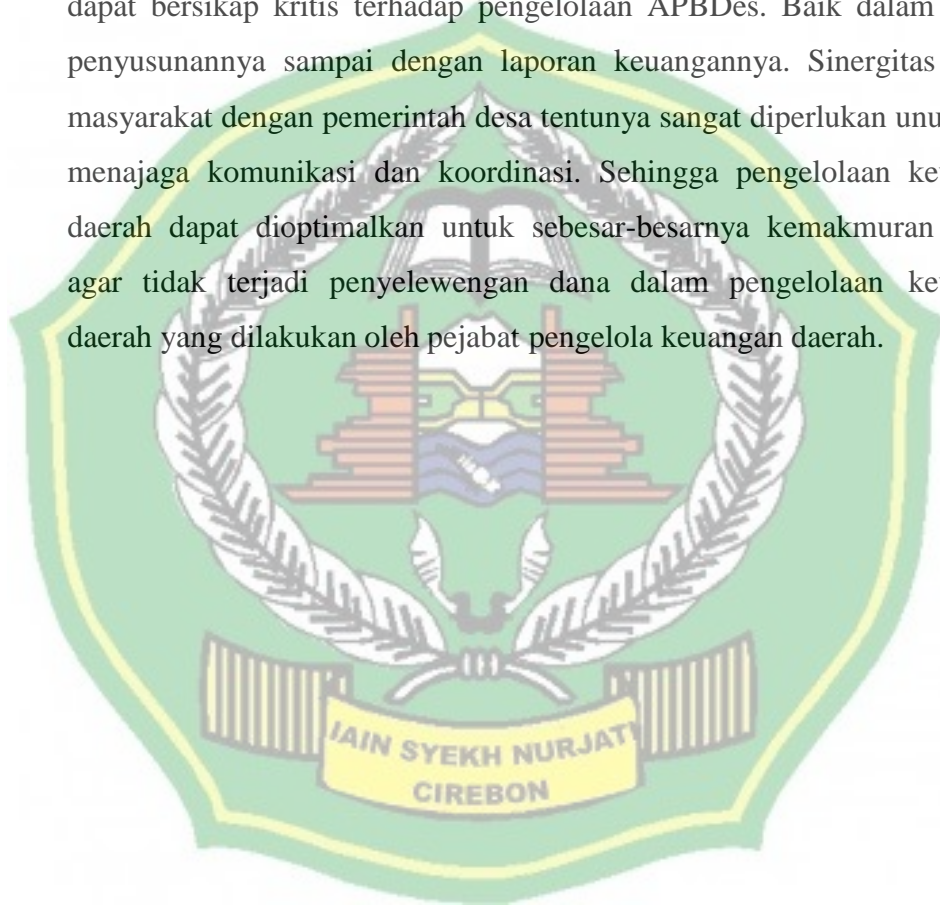 dapat bersikap kritis terhadap pengelolaan APBDes. Baik dalam
penyusunannya sampai dengan laporan keuangannya. Sinergitas
masyarakat dengan pemerintah desa tentunya sangat diperlukan
menajaga komunikasi dan koordinasi. Sehingga pengelolaan
daerah dapat dioptimalkan untuk sebesar-besarnya kemakmuran
agar tidak terjadi penyelewengan dana dalam pengelolaan
daerah yang dilakukan oleh pejabat pengelola keuangan daerah.
IAIN SYEKH NURJATI
CIREBON